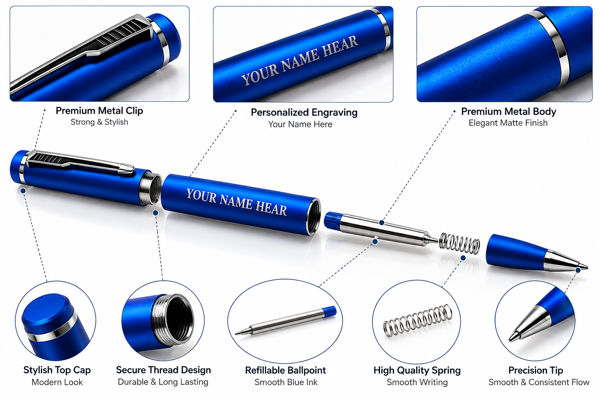 YOUR NAME HEAR
Premium Metal Clip
Strong & Stylish
Personalized Engraving
Your Name Here
Premium Metal Body
Elegant Matte Finish
YOUR NAME HEAR
Stylish Top Cap
Modern Look
Secure Thread Design
Durable & Long Lasting
Refillable Ballpoint
Smooth Blue Ink
High Quality Spring
Smooth Writing
Precision Tip
Smooth & Consistent Flow